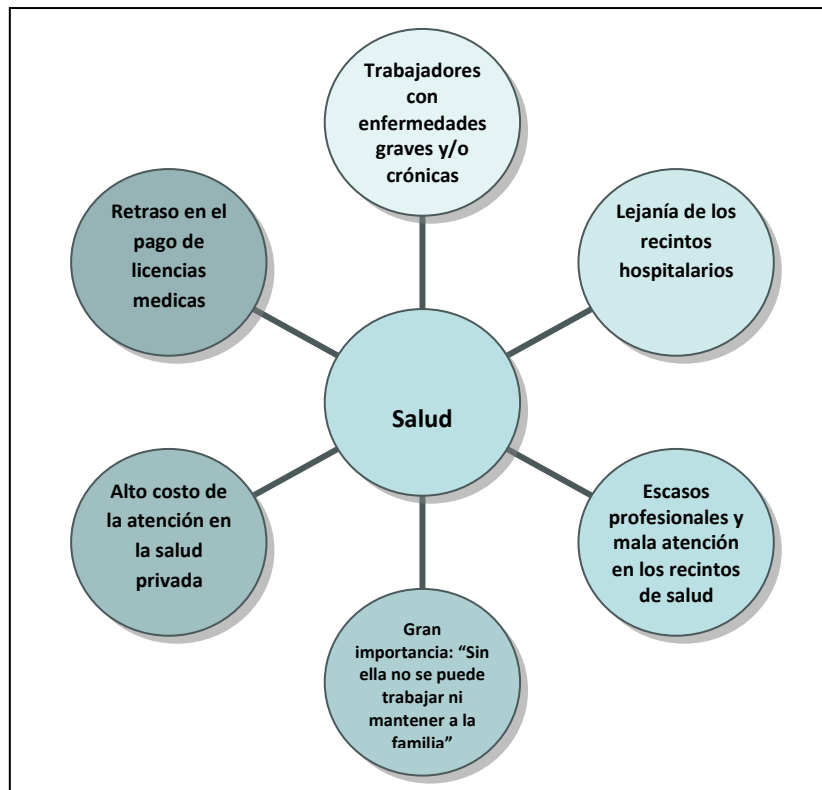 Trabajadores
con
enfermedades
graves y/o
crónicas
Retraso en el
pago de
licencias
medicas
Lejanía de los
recintos
hospitalarios
Salud
Alto costo de
la atención en
la salud
privada
Escasos
profesionales y
mala atención
en los recintos
de salud
Gran
importancia: “Sin
ella no se puede
trabajar ni
mantener a la
familia”